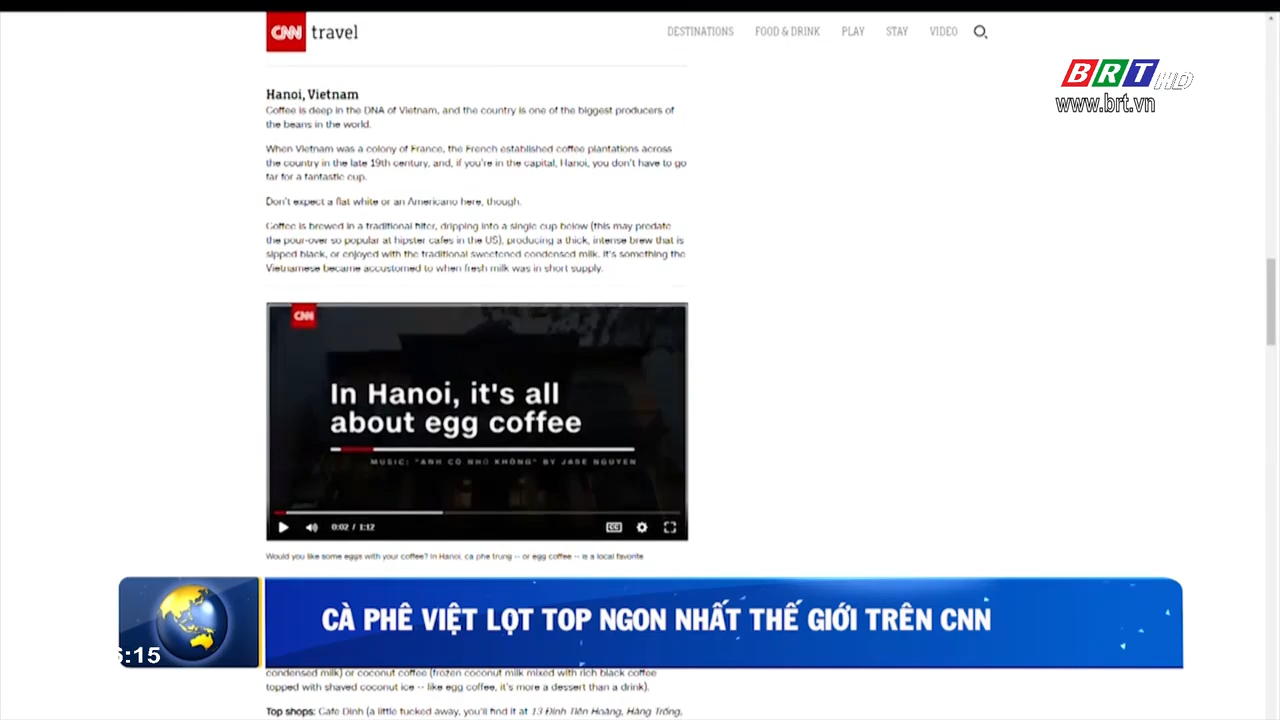 CNN travel
DESTINATIONS FOOD & DRINK PLAY STAY VIDEO
BRT HD
www.brt.vn
Hanoi, Vietnam
Coffee is deep in the DNA of Vietnam, and the country is one of the biggest producers of
the beans in the world.
When Vietnam was a colony of France, the French established coffee plantations across
the country in the late 19th century, and, if you're in the capital, Hanoi, you don't have to go
far for a fantastic cup.
Don't expect a flat white or an Americano here, though.
Coffee is brewed in a traditional filter, dripping into a single cup below (this may predate
the pour-over so popular at hipster cafes in the US), producing a thick, intense brew that is
sipped black, or enjoyed with the traditional sweetened condensed milk. It's something the
Vietnamese became accustomed to when fresh milk was in short supply.
CNN
In Hanoi, it's all
about egg coffee
MUSIC: "ANH CÓ NHỚ KHÔNG" BY JASE NGUYEN
0:02 / 1:12
CC
Would you like some eggs with your coffee? In Hanoi, ca phe trung -- or egg coffee -- is a local favorite
CÀ PHÊ VIỆT LỌT TOP NGON NHẤT THẾ GIỚI TRÊN CNN
6:15
condensed milk) or coconut coffee (frozen coconut milk mixed with rich black coffee
topped with shaved coconut ice -- like egg coffee, it's more a dessert than a drink).
Top shops: Cafe Dinh (a little tucked away, you'll find it at 13 Đinh Tiên Hoàng, Hàng Trống,